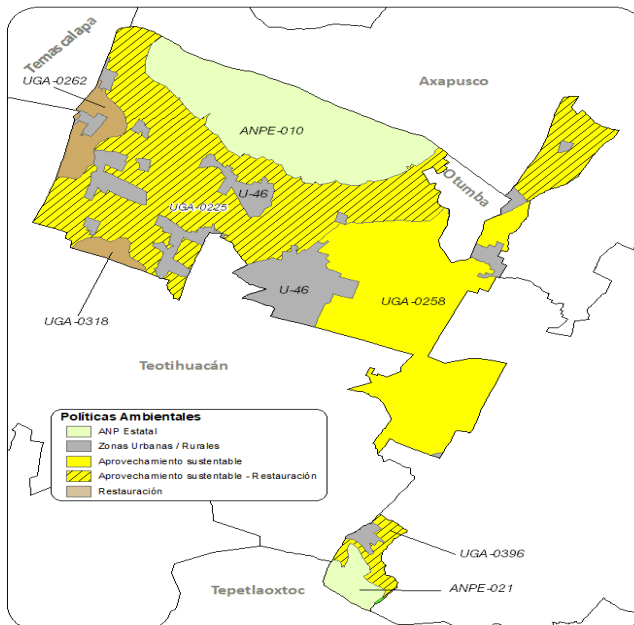 Temascalapa
UGA-0262
Axapusco
ANPE-010
Otumba
U-46
UGA-0225
U-46
UGA-0258
UGA-0318
Teotihuacán
Políticas Ambientales
ANP Estatal
Zonas Urbanas / Rurales
Aprovechamiento sustentable
Aprovechamiento sustentable - Restauración
Restauración
UGA-0396
Tepetlaoxtoc
ANPE-021